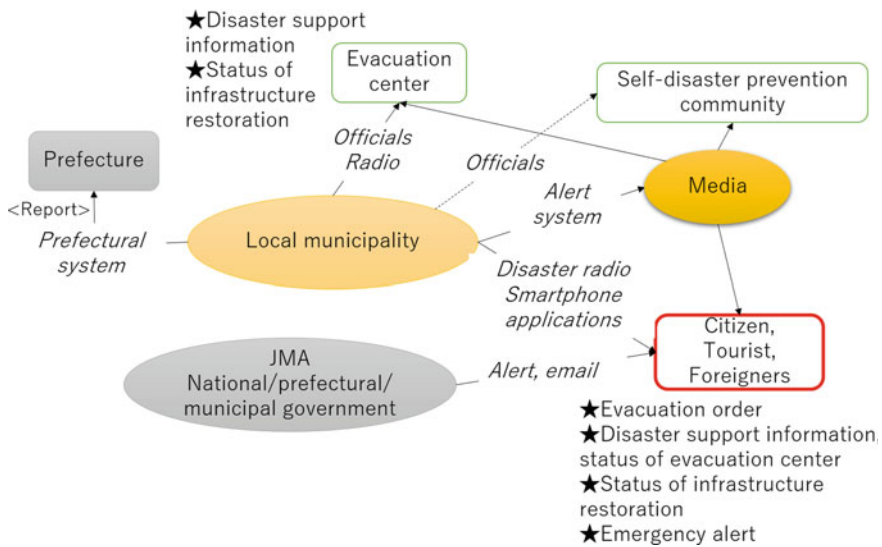 ★Disaster support
information
★Status of
infrastructure
restoration
Evacuation
center
Self-disaster prevention
community
Prefecture
Officials
Radio
Officials
Media
<Report>
Alert
system
Prefectural
system
Local municipality
Disaster radio
Smartphone
applications
Citizen,
Tourist,
Foreigners
JMA
National/prefectural/
municipal government
Alert, email
★Evacuation order
★Disaster support information,
status of evacuation center
★Status of infrastructure
restoration
★Emergency alert